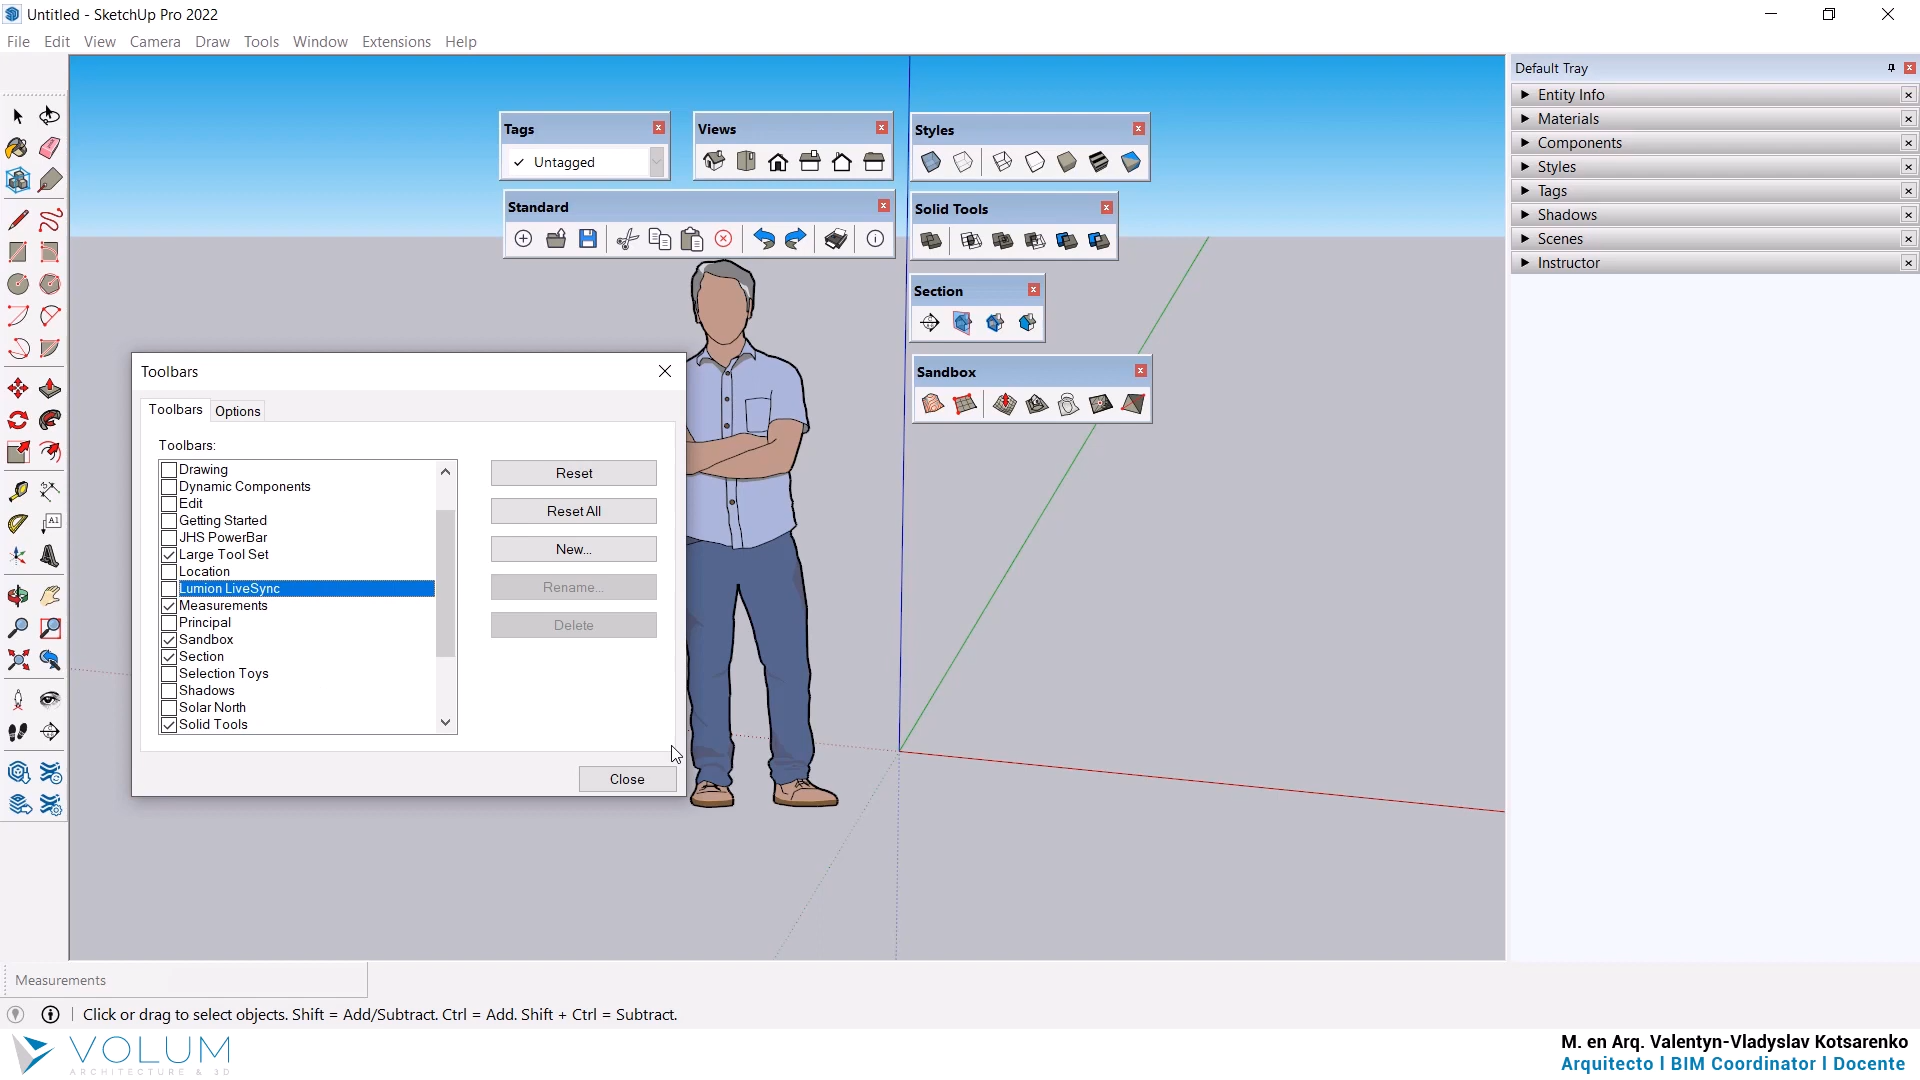 Untitled - SketchUp Pro 2022
File Edit View Camera Draw Tools Window Extensions Help
Default Tray
Entity Info
Materials
Components
Styles
Tags
Shadows
Scenes
Instructor
Tags
Untagged
Views
Styles
Standard
Solid Tools
Section
Sandbox
A1
Toolbars
Toolbars Options
Toolbars:
Drawing
Dynamic Components
Edit
Getting Started
JHS PowerBar
Large Tool Set
Location
Lumion LiveSync
Measurements
Principal
Sandbox
Section
Selection Toys
Shadows
Solar North
Solid Tools
Reset
Reset All
New...
Rename...
Delete
Close
Measurements
Click or drag to select objects. Shift = Add/Subtract. Ctrl = Add. Shift + Ctrl = Subtract.
VOLUM
ARCHITECTURE & 3D
M. en Arq. Valentyn-Vladyslav Kotsarenko
Arquitecto l BIM Coordinator l Docente